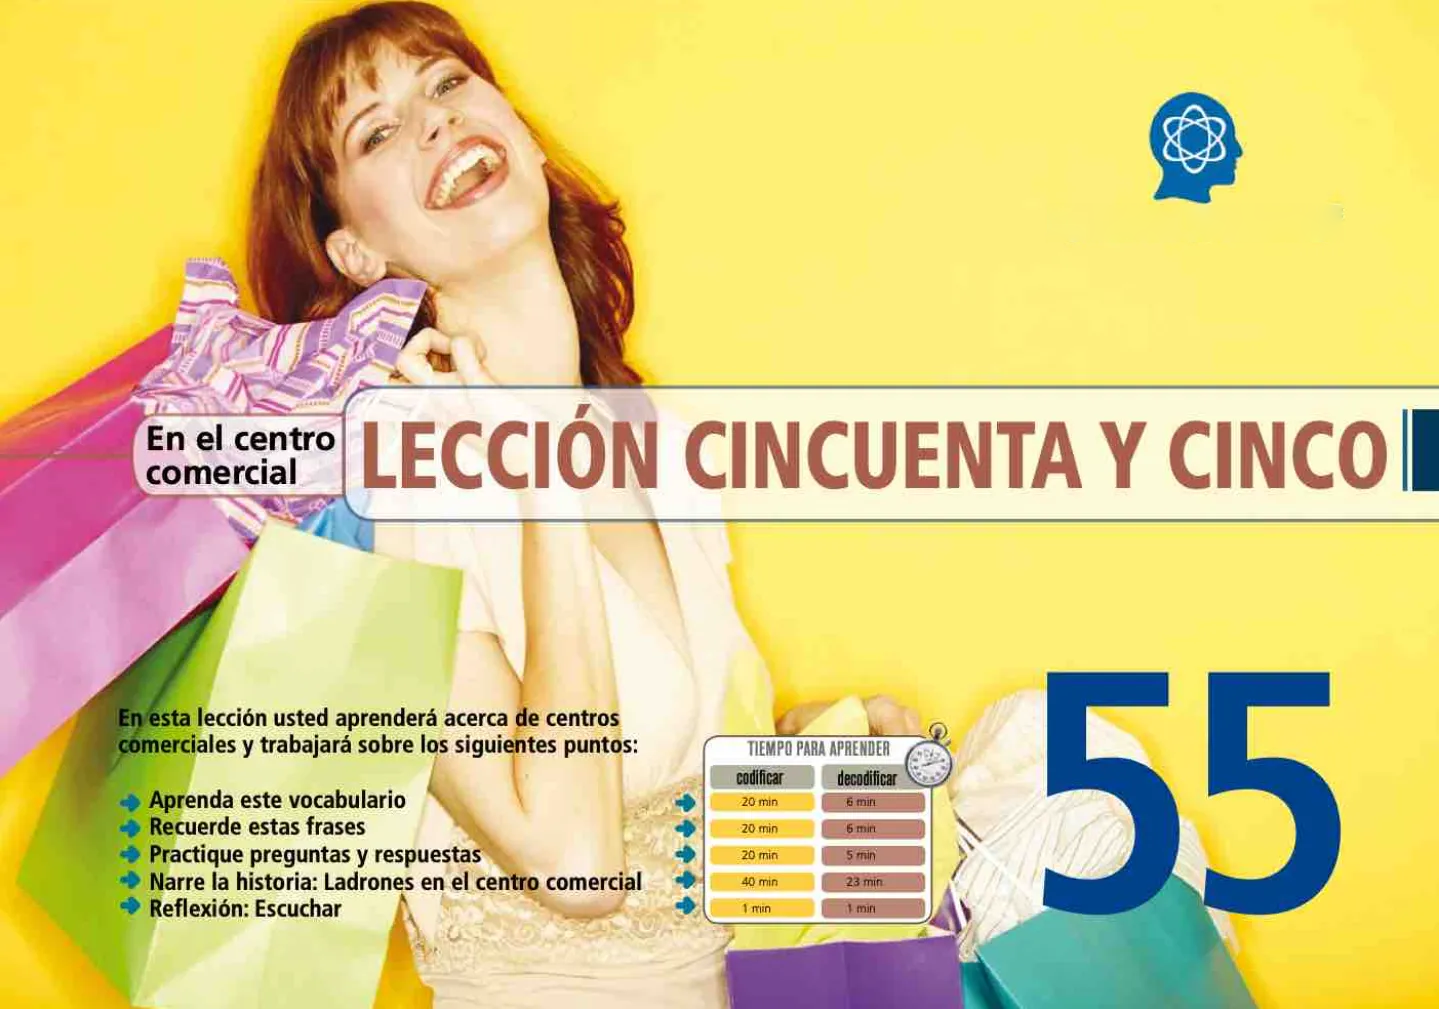 En el centro
comercial
LECCIÓN CINCUENTA Y CINCO
55
En esta lección usted aprenderá acerca de centros
comerciales y trabajará sobre los siguientes puntos:
Aprenda este vocabulario
Recuerde estas frases
Practique preguntas y respuestas
Narre la historia: Ladrones en el centro comercial
Reflexión: Escuchar
TIEMPO PARA APRENDER
codificar decodificar
20 min 6 min
20 min 6 min
20 min 5 min
40 min 23 min
1 min 1 min